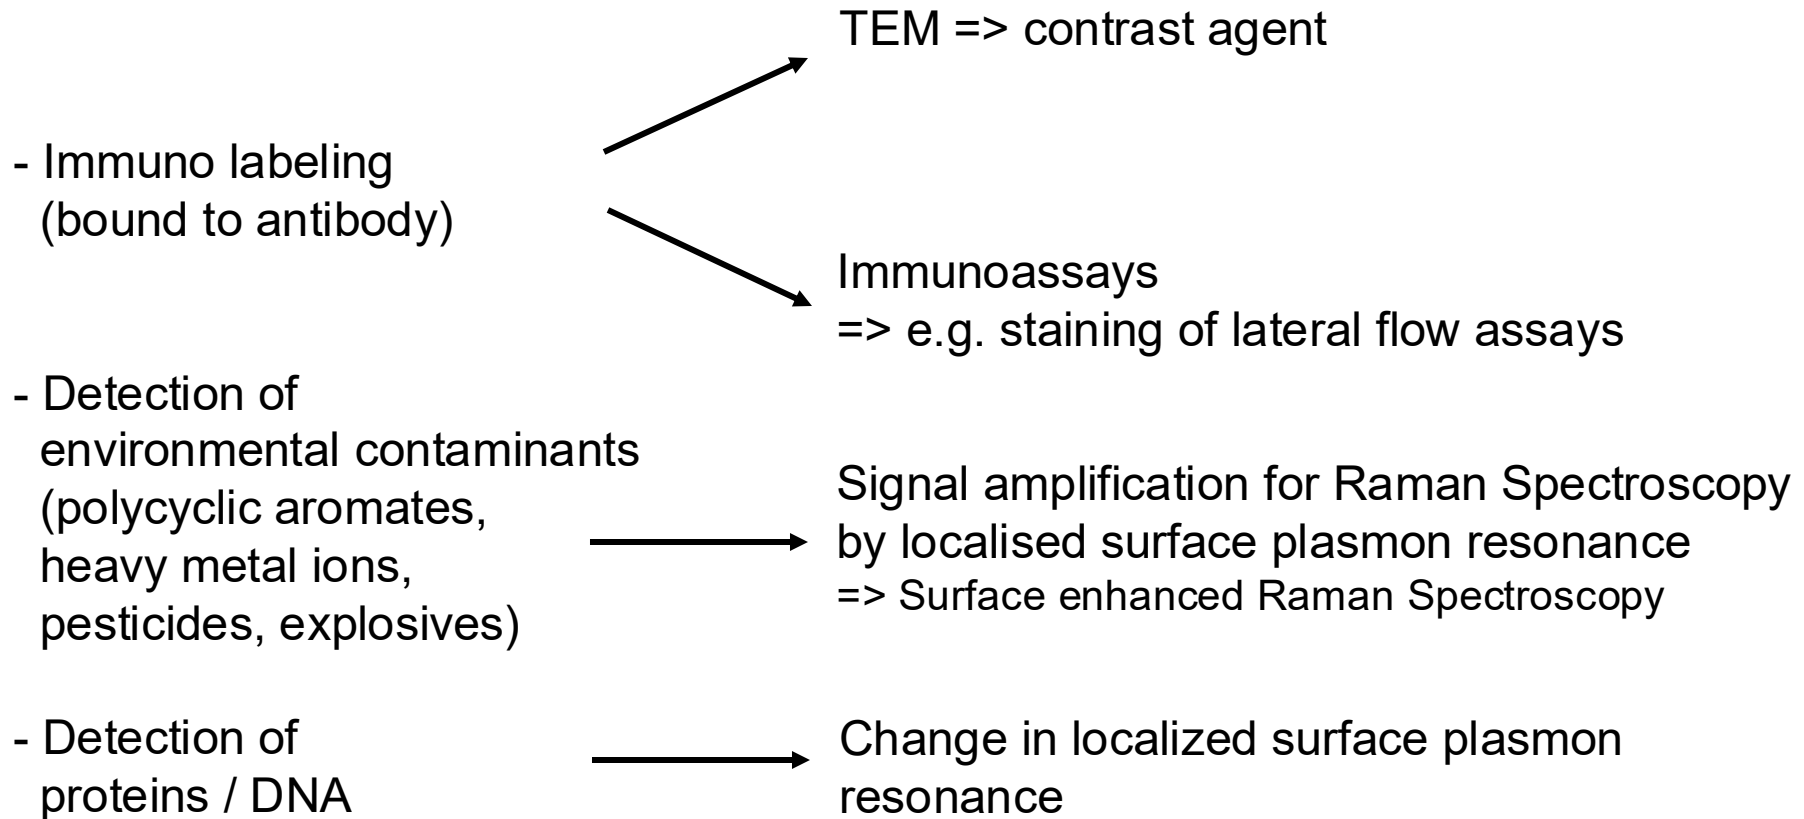 TEM => contrast agent
- Immuno labeling
(bound to antibody)
Immunoassays
=> e.g. staining of lateral flow assays
- Detection of
environmental contaminants
(polycyclic aromates,
heavy metal ions,
pesticides, explosives)
Signal amplification for Raman Spectroscopy
by localised surface plasmon resonance
=> Surface enhanced Raman Spectroscopy
- Detection of
proteins / DNA
Change in localized surface plasmon
resonance